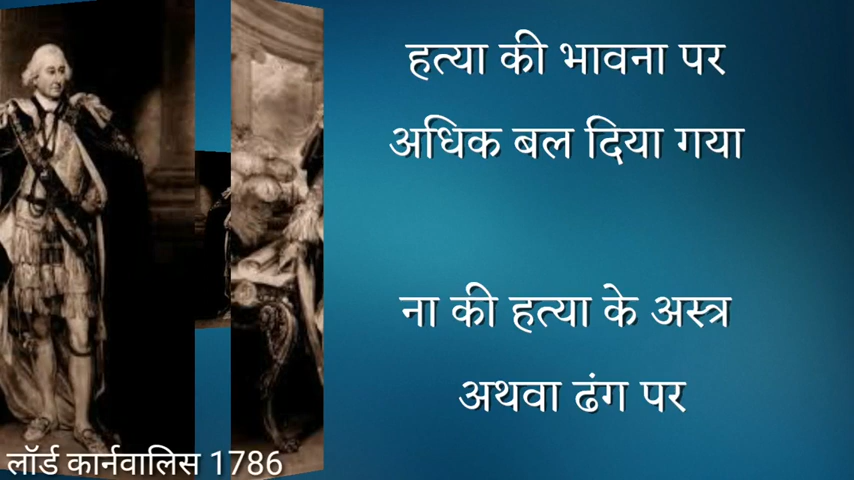 हत्या की भावना पर
अधिक बल दिया गया
ना की हत्या के अस्त्र
अथवा ढंग पर
लॉर्ड कार्नवालिस 1786